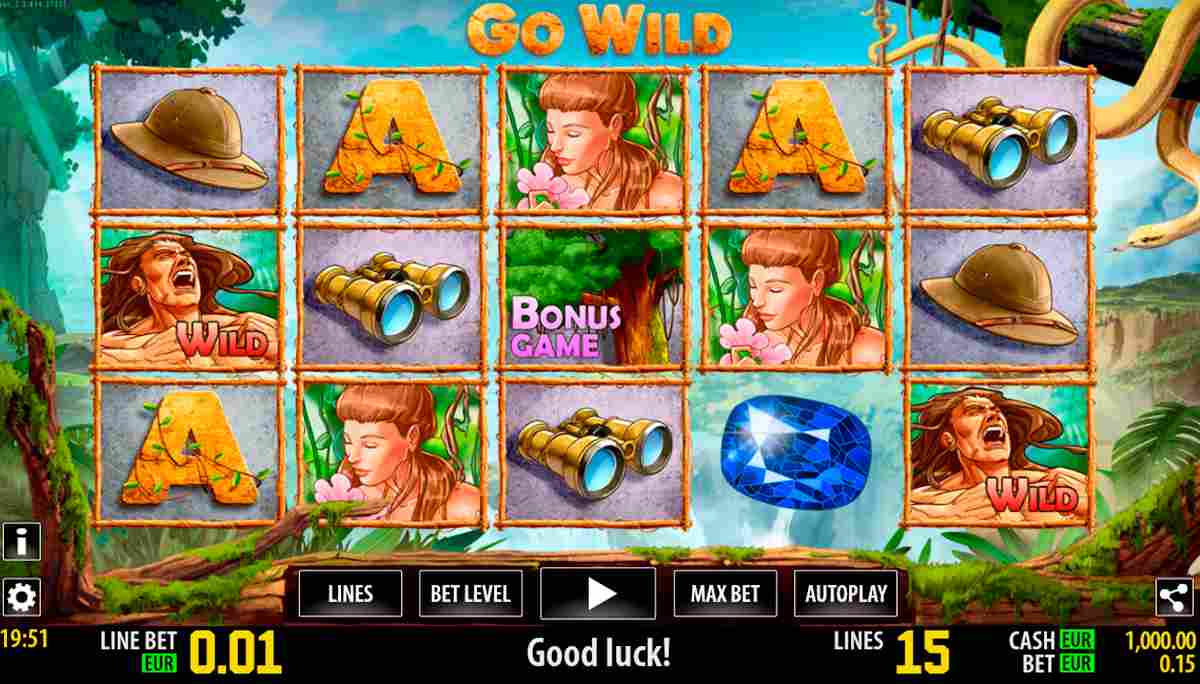 GO WILD
A
A
WILD
BONUS
GAME
A
WILD
i
LINES
BET LEVEL
MAX BET
AUTOPLAY
19:51
LINE BET
EUR
0.01
Good luck!
LINES
15
CASH EUR 1,000.00
BET EUR 0.15